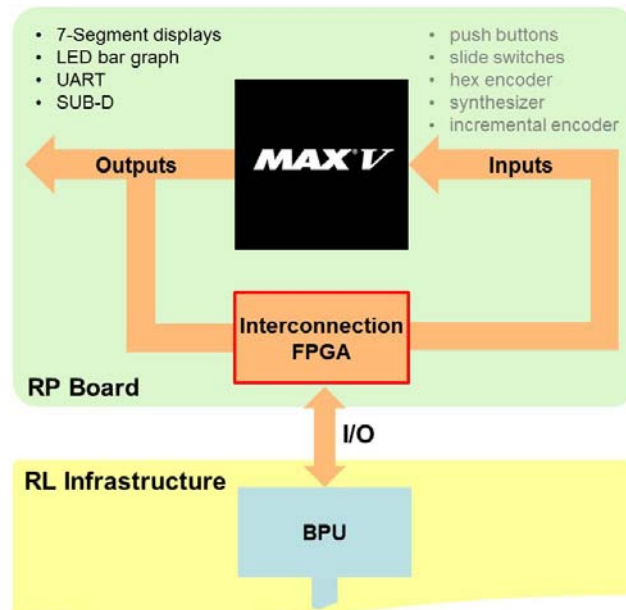 • 7-Segment displays
• LED bar graph
• UART
• SUB-D
• push buttons
• slide switches
• hex encoder
• synthesizer
• incremental encoder
Outputs
MAX® V
Inputs
Interconnection
FPGA
RP Board
I/O
RL Infrastructure
BPU